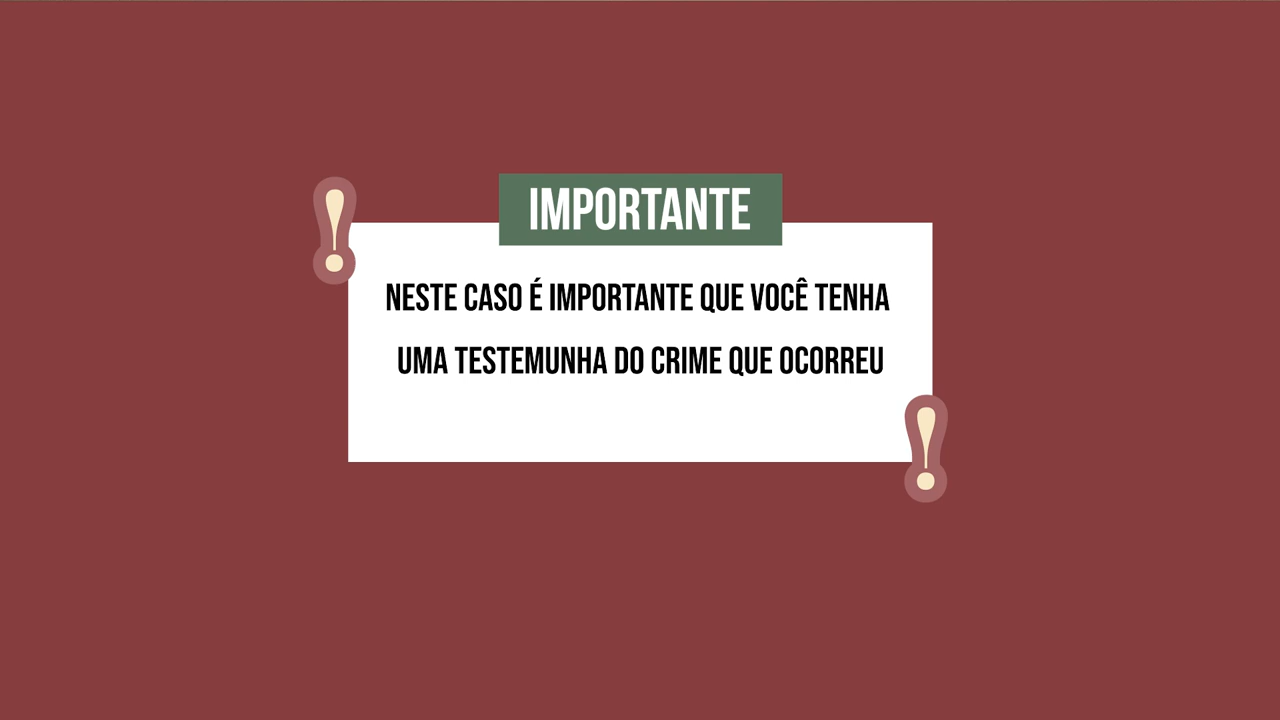 IMPORTANTE
NESTE CASO É IMPORTANTE QUE VOCÊ TENHA
UMA TESTEMUNHA DO CRIME QUE OCORREU